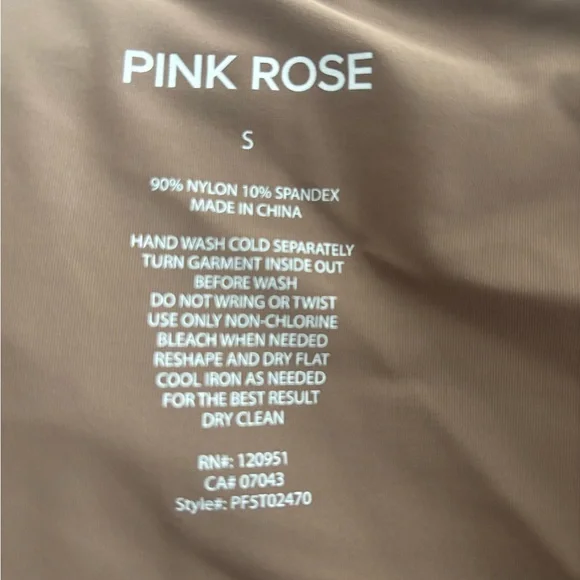 PINK ROSE
S
90% NYLON 10% SPANDEX
MADE IN CHINA
HAND WASH COLD SEPARATELY
TURN GARMENT INSIDE OUT
BEFORE WASH
DO NOT WRING OR TWIST
USE ONLY NON-CHLORINE
BLEACH WHEN NEEDED
RESHAPE AND DRY FLAT
COOL IRON AS NEEDED
FOR THE BEST RESULT
DRY CLEAN
RN#: 120951
CA# 07043
Style#: PFST02470